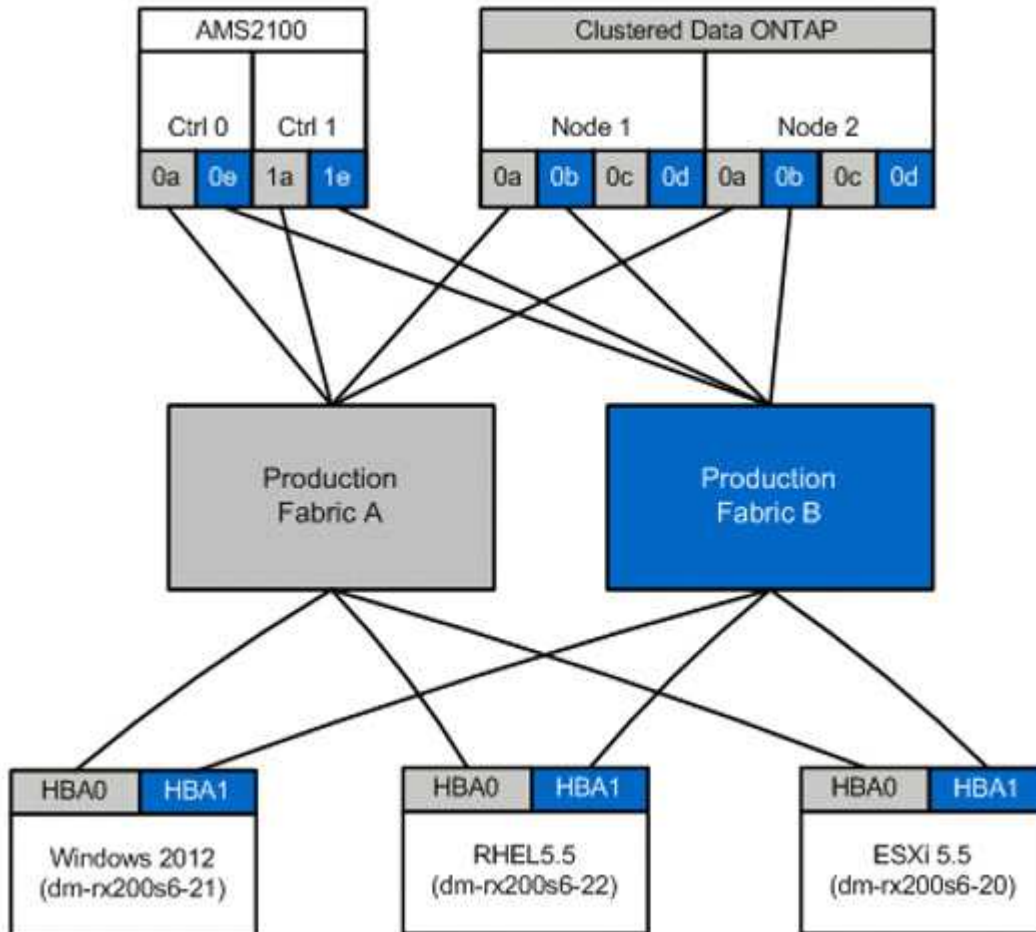 AMS2100
Clustered Data ONTAP
Ctrl 0
Ctrl 1
Node 1
Node 2
0a
0e
1a
1e
0a
0b
0c
0d
0a
0b
0c
0d
Production
Fabric A
Production
Fabric B
HBA0
HBA1
HBA0
HBA1
HBA0
HBA1
Windows 2012
(dm-rx200s6-21)
RHEL5.5
(dm-rx200s6-22)
ESXi 5.5
(dm-rx200s6-20)